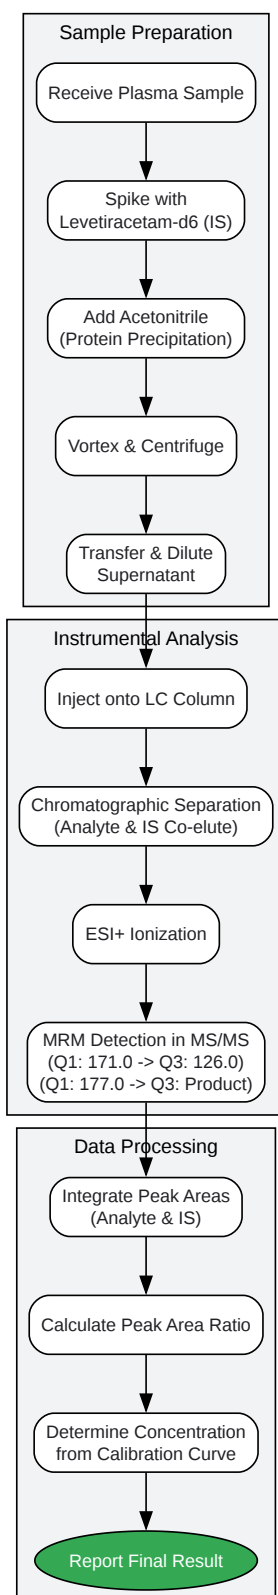 Sample Preparation
Receive Plasma Sample
Spike with
Levetiracetam-d6 (IS)
Add Acetonitrile
(Protein Precipitation)
Vortex & Centrifuge
Transfer & Dilute
Supernatant
Instrumental Analysis
Inject onto LC Column
Chromatographic Separation
(Analyte & IS Co-elute)
ESI+ Ionization
MRM Detection in MS/MS
(Q1: 171.0 -> Q3: 126.0)
(Q1: 177.0 -> Q3: Product)
Data Processing
Integrate Peak Areas
(Analyte & IS)
Calculate Peak Area Ratio
Determine Concentration
from Calibration Curve
Report Final Result